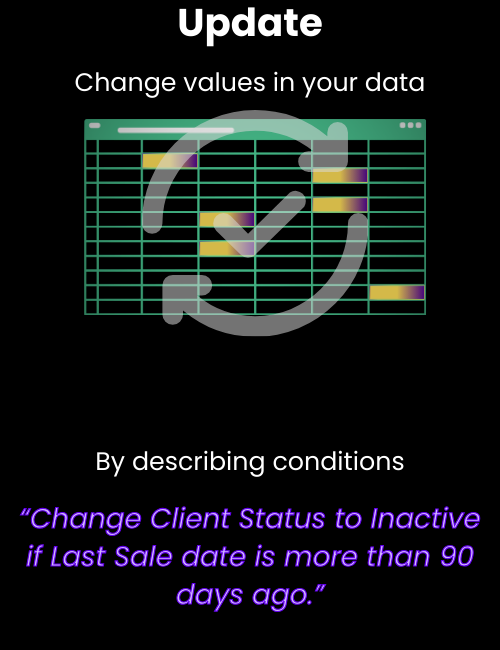 Update
Change values in your data
By describing conditions
“Change Client Status to Inactive
if Last Sale date is more than 90
days ago.”